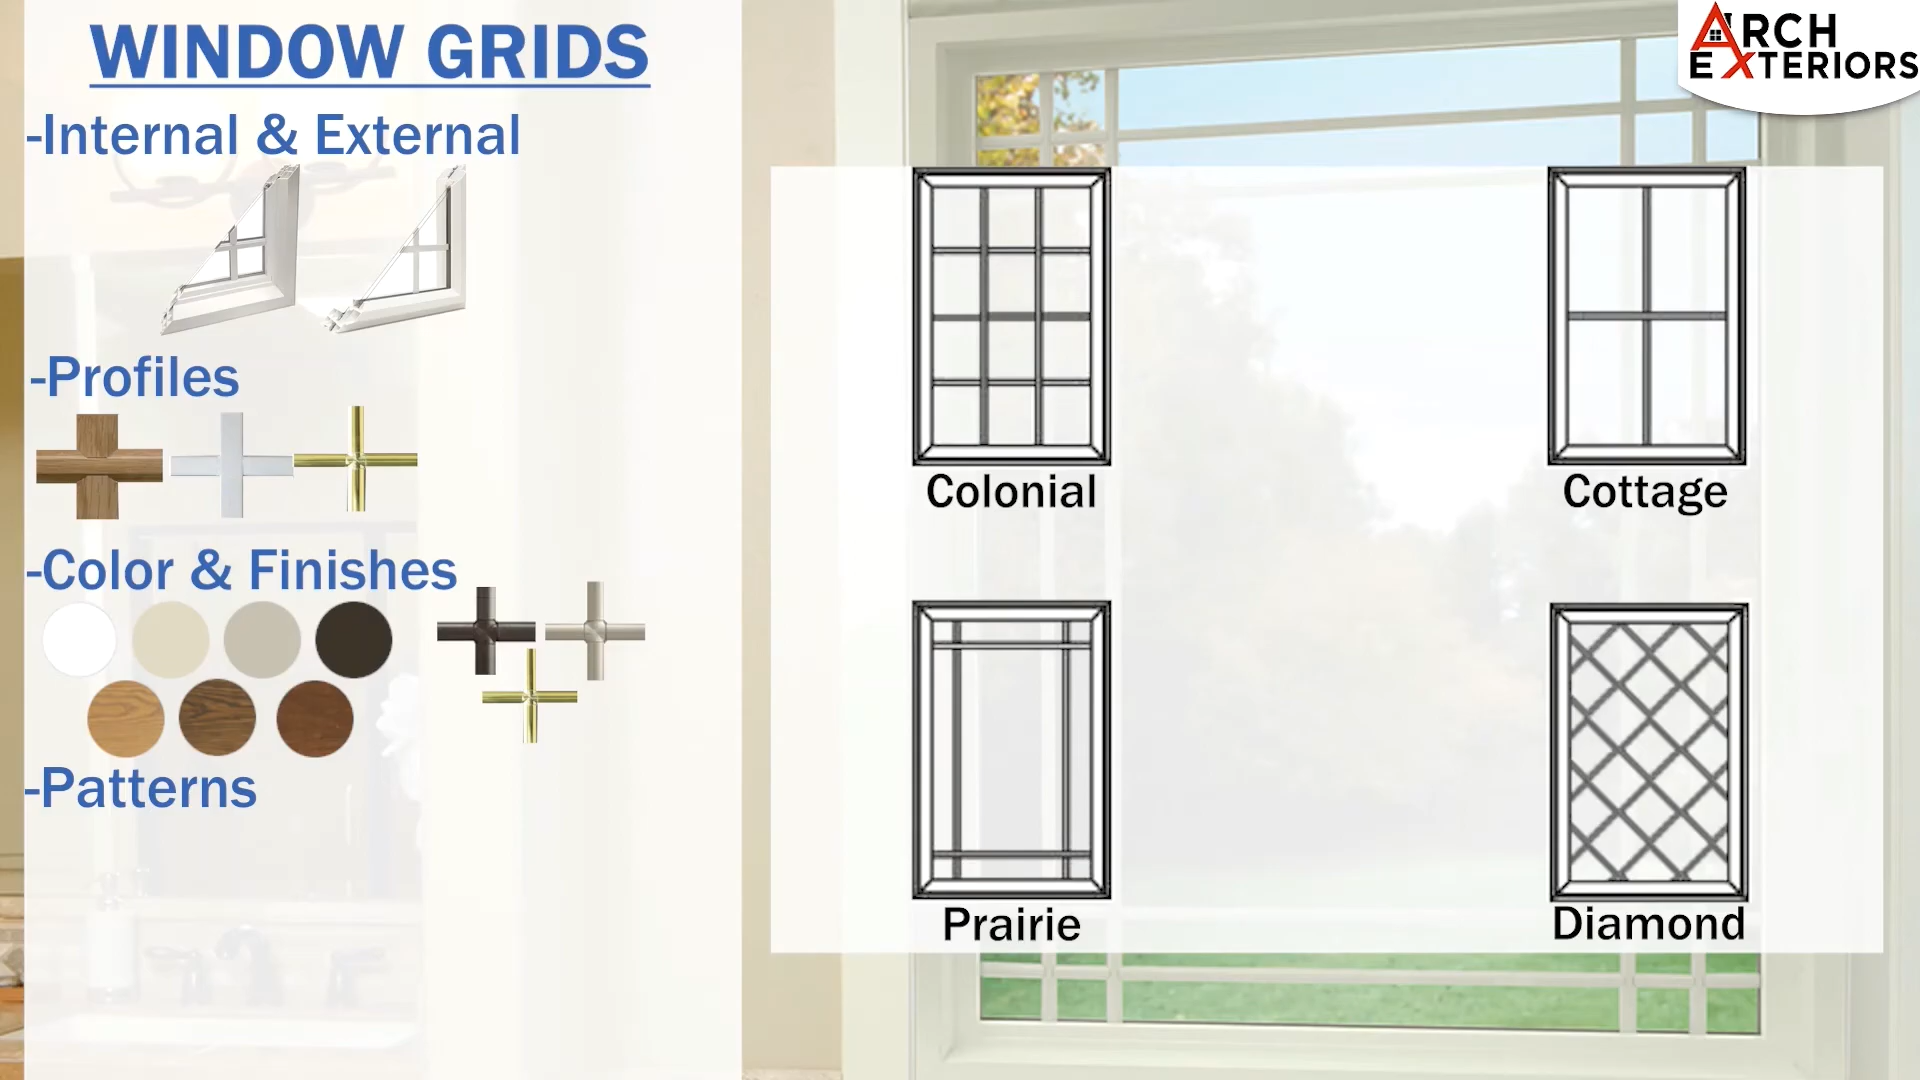 WINDOW GRIDS
-Internal & External
-Profiles
-Color & Finishes
-Patterns
ARCH
EXTERIORS
Colonial
Cottage
Prairie
Diamond